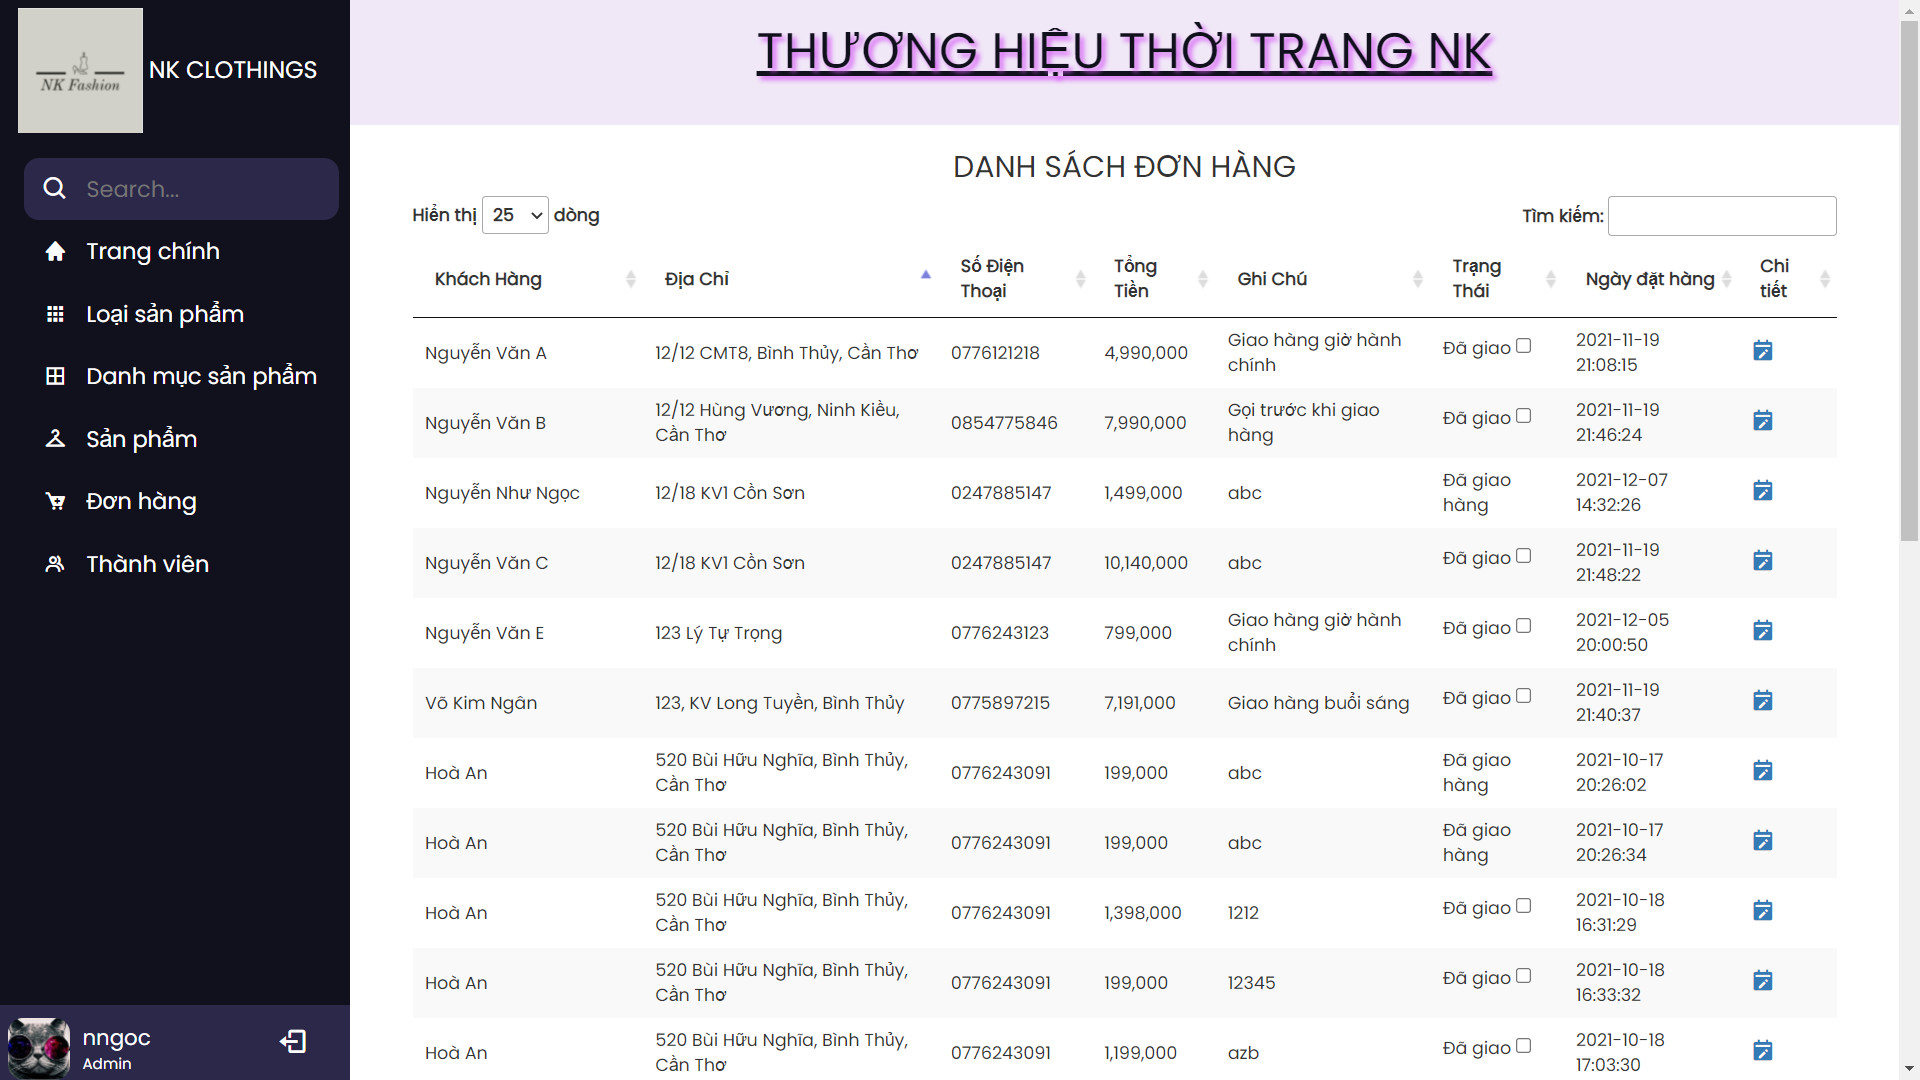 NK Fashion
NK CLOTHINGS
Search...
Trang chính
Loại sản phẩm
Danh mục sản phẩm
Sản phẩm
Đơn hàng
Thành viên
nngoc
Admin
THƯƠNG HIỆU THỜI TRANG NK
DANH SÁCH ĐƠN HÀNG
Hiển thị 25 dòng
Tìm kiếm:
Khách Hàng Địa Chỉ Số Điện Thoại Tổng Tiền Ghi Chú Trạng Thái Ngày đặt hàng Chi tiết
Nguyễn Văn A 12/12 CMT8, Bình Thủy, Cần Thơ 0776121218 4,990,000 Giao hàng giờ hành chính Đã giao 2021-11-19 21:08:15
Nguyễn Văn B 12/12 Hùng Vương, Ninh Kiều, Cần Thơ 0854775846 7,990,000 Gọi trước khi giao hàng Đã giao 2021-11-19 21:46:24
Nguyễn Như Ngọc 12/18 KV1 Cồn Sơn 0247885147 1,499,000 abc Đã giao hàng 2021-12-07 14:32:26
Nguyễn Văn C 12/18 KV1 Cồn Sơn 0247885147 10,140,000 abc Đã giao 2021-11-19 21:48:22
Nguyễn Văn E 123 Lý Tự Trọng 0776243123 799,000 Giao hàng giờ hành chính Đã giao 2021-12-05 20:00:50
Võ Kim Ngân 123, KV Long Tuyền, Bình Thủy 0775897215 7,191,000 Giao hàng buổi sáng Đã giao 2021-11-19 21:40:37
Hoà An 520 Bùi Hữu Nghĩa, Bình Thủy, Cần Thơ 0776243091 199,000 abc Đã giao hàng 2021-10-17 20:26:02
Hoà An 520 Bùi Hữu Nghĩa, Bình Thủy, Cần Thơ 0776243091 199,000 abc Đã giao hàng 2021-10-17 20:26:34
Hoà An 520 Bùi Hữu Nghĩa, Bình Thủy, Cần Thơ 0776243091 1,398,000 1212 Đã giao 2021-10-18 16:31:29
Hoà An 520 Bùi Hữu Nghĩa, Bình Thủy, Cần Thơ 0776243091 199,000 12345 Đã giao 2021-10-18 16:33:32
Hoà An 520 Bùi Hữu Nghĩa, Bình Thủy, Cần Thơ 0776243091 1,199,000 azb Đã giao 2021-10-18 17:03:30